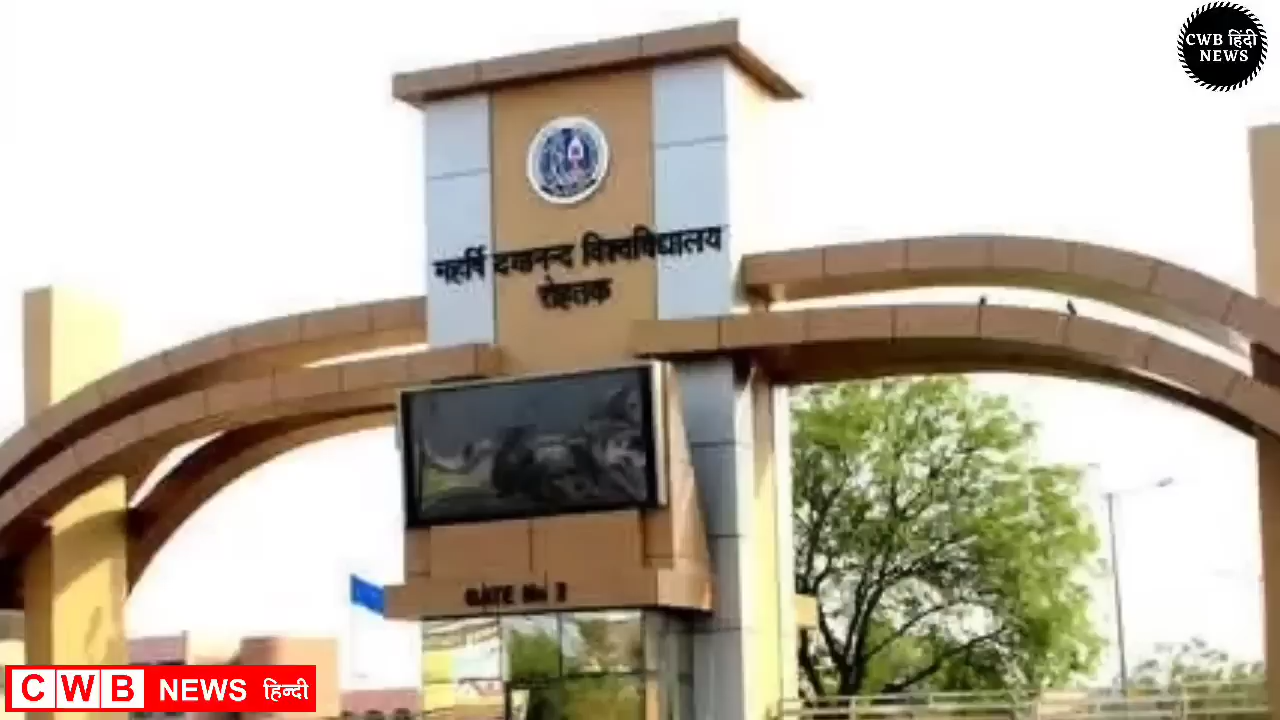 CWB हिंदी
NEWS
महर्षि दयानन्द विश्वविद्यालय
रोहतक
GATE No 2
CWB NEWS हिन्दी